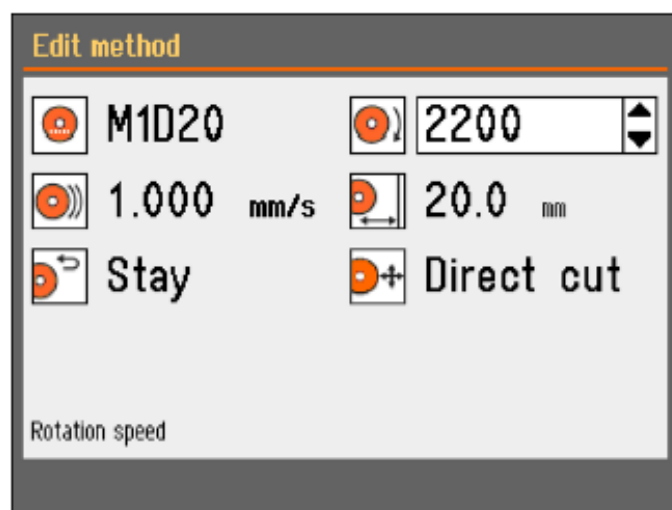 Edit method
M1D20 2200
1.000 mm/s 20.0 mm
Stay Direct cut
Rotation speed